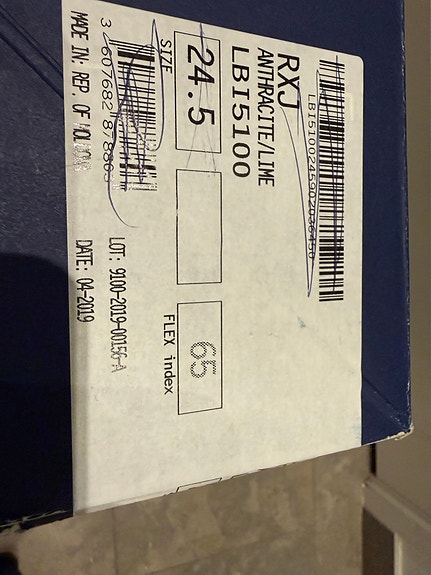 RXJ
ANTHRACITE/LIME
LBI5100
24.5
65
SIZE
FLEX index
LOT: 9100-2019-00156-A
MADE IN: REP. OF
DATE: 04-2019